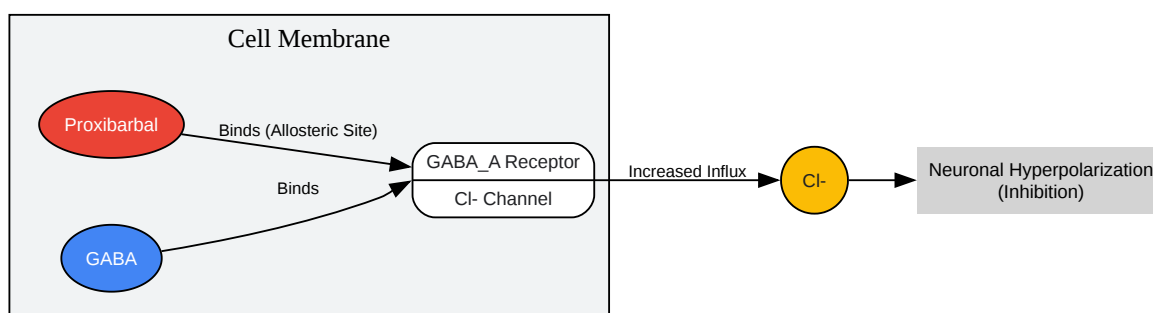 Cell Membrane
Proxibarbal
Binds (Allosteric Site)
GABA_A Receptor
Cl- Channel
Binds
GABA
Increased Influx
Cl-
Neuronal Hyperpolarization
(Inhibition)